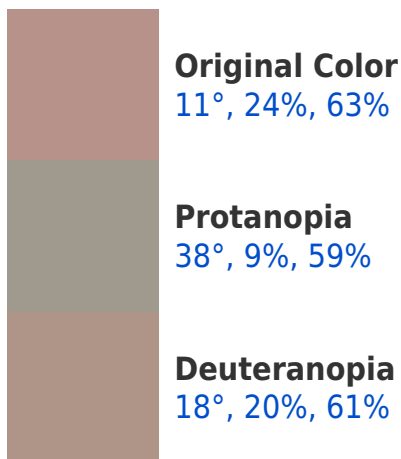 Original Color
11°, 24%, 63%
Protanopia
38°, 9%, 59%
Deuteranopia
18°, 20%, 61%